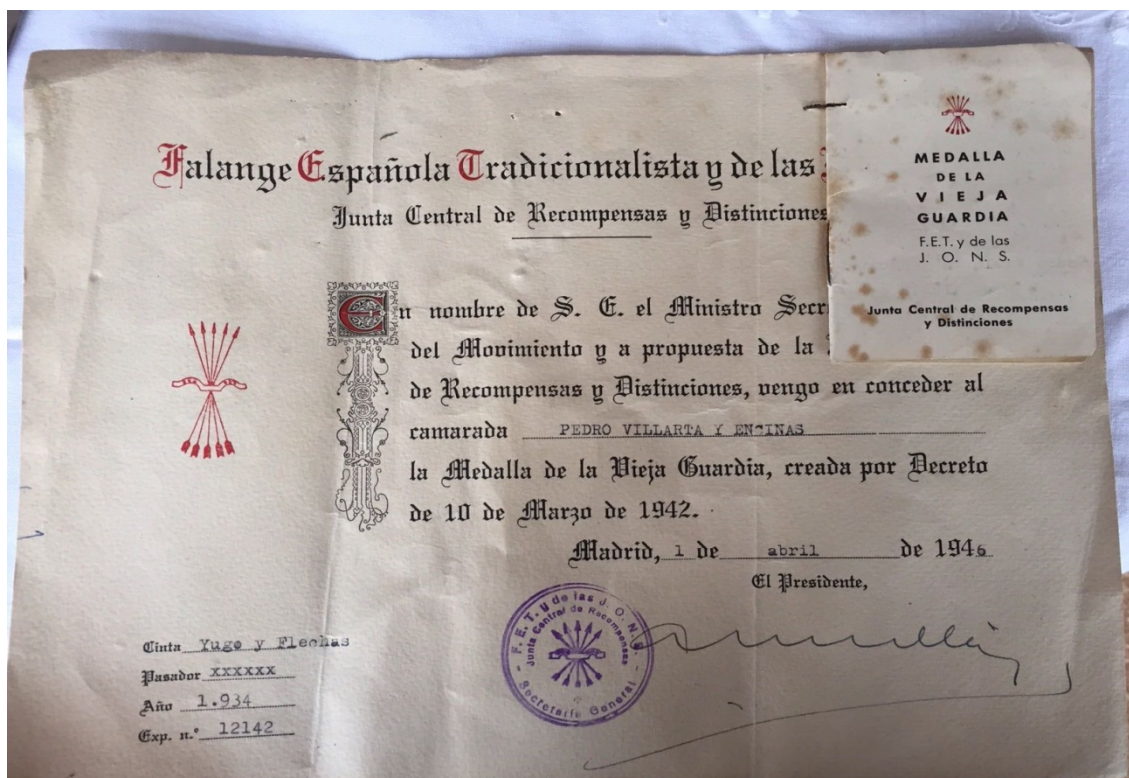 Falange Española Tradicionalista y de las
Junta Central de Recompensas y Distinciones
En nombre de S. E. el Ministro Secr
del Movimiento y a propuesta de la
de Recompensas y Distinciones, vengo en conceder al
camarada PEDRO VILLARTA Y ENCINAS
la Medalla de la Vieja Guardia, creada por Decreto
de 10 de Marzo de 1942.
Madrid, 1 de abril de 1946
El Presidente,
Cinta Yugo y Flechas
Pasador XXXXXX
Año 1.934
Exp. n.º 12142
F. E. T. y de las J. O. N. S.
Junta Central de Recompensas
Secretaría General
MEDALLA
DE LA
VIEJA
GUARDIA
F.E.T. y de las
J. O. N. S.
Junta Central de Recompensas
y Distinciones